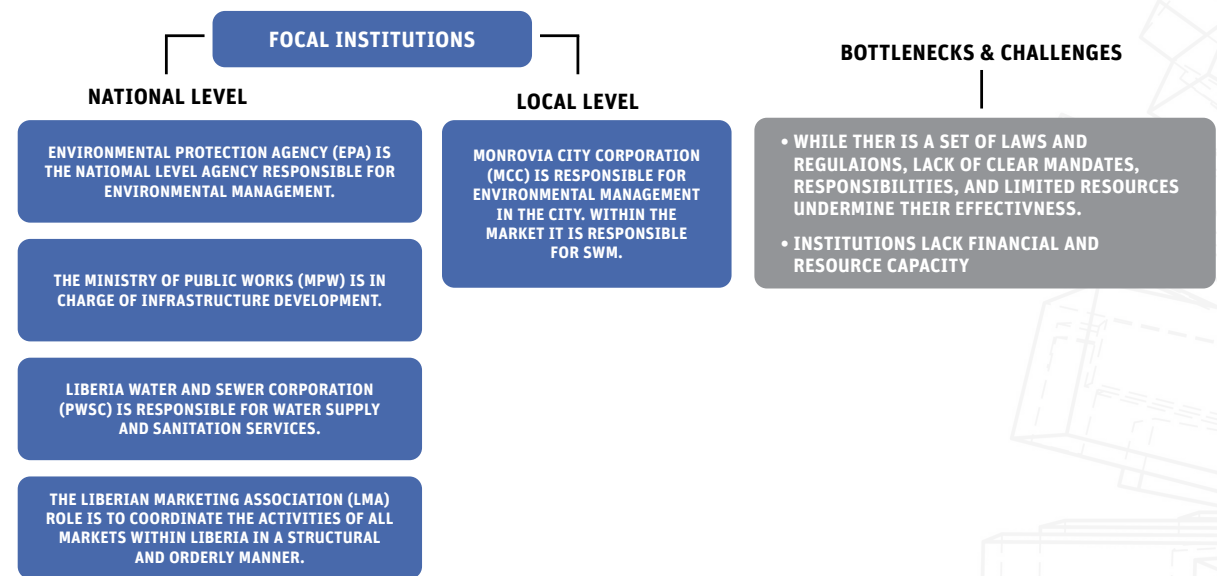 FOCAL INSTITUTIONS
NATIONAL LEVEL
ENVIRONMENTAL PROTECTION AGENCY (EPA) IS
THE NATIOMAL LEVEL AGENCY RESPONSIBLE FOR
ENVIRONMENTAL MANAGEMENT.
THE MINISTRY OF PUBLIC WORKS (MPW) IS IN
CHARGE OF INFRASTRUCTURE DEVELOPMENT.
LIBERIA WATER AND SEWER CORPORATION
(PWSC) IS RESPONSIBLE FOR WATER SUPPLY
AND SANITATION SERVICES.
THE LIBERIAN MARKETING ASSOCIATION (LMA)
ROLE IS TO COORDINATE THE ACTIVITIES OF ALL
MARKETS WITHIN LIBERIA IN A STRUCTURAL
AND ORDERLY MANNER.
LOCAL LEVEL
MONROVIA CITY CORPORATION
(MCC) IS RESPONSIBLE FOR
ENVIRONMENTAL MANAGEMENT
IN THE CITY. WITHIN THE
MARKET IT IS RESPONSIBLE
FOR SWM.
BOTTLENECKS & CHALLENGES
• WHILE THER IS A SET OF LAWS AND
REGULAIONS, LACK OF CLEAR MANDATES,
RESPONSIBILITIES, AND LIMITED RESOURCES
UNDERMINE THEIR EFFECTIVNESS.
• INSTITUTIONS LACK FINANCIAL AND
RESOURCE CAPACITY